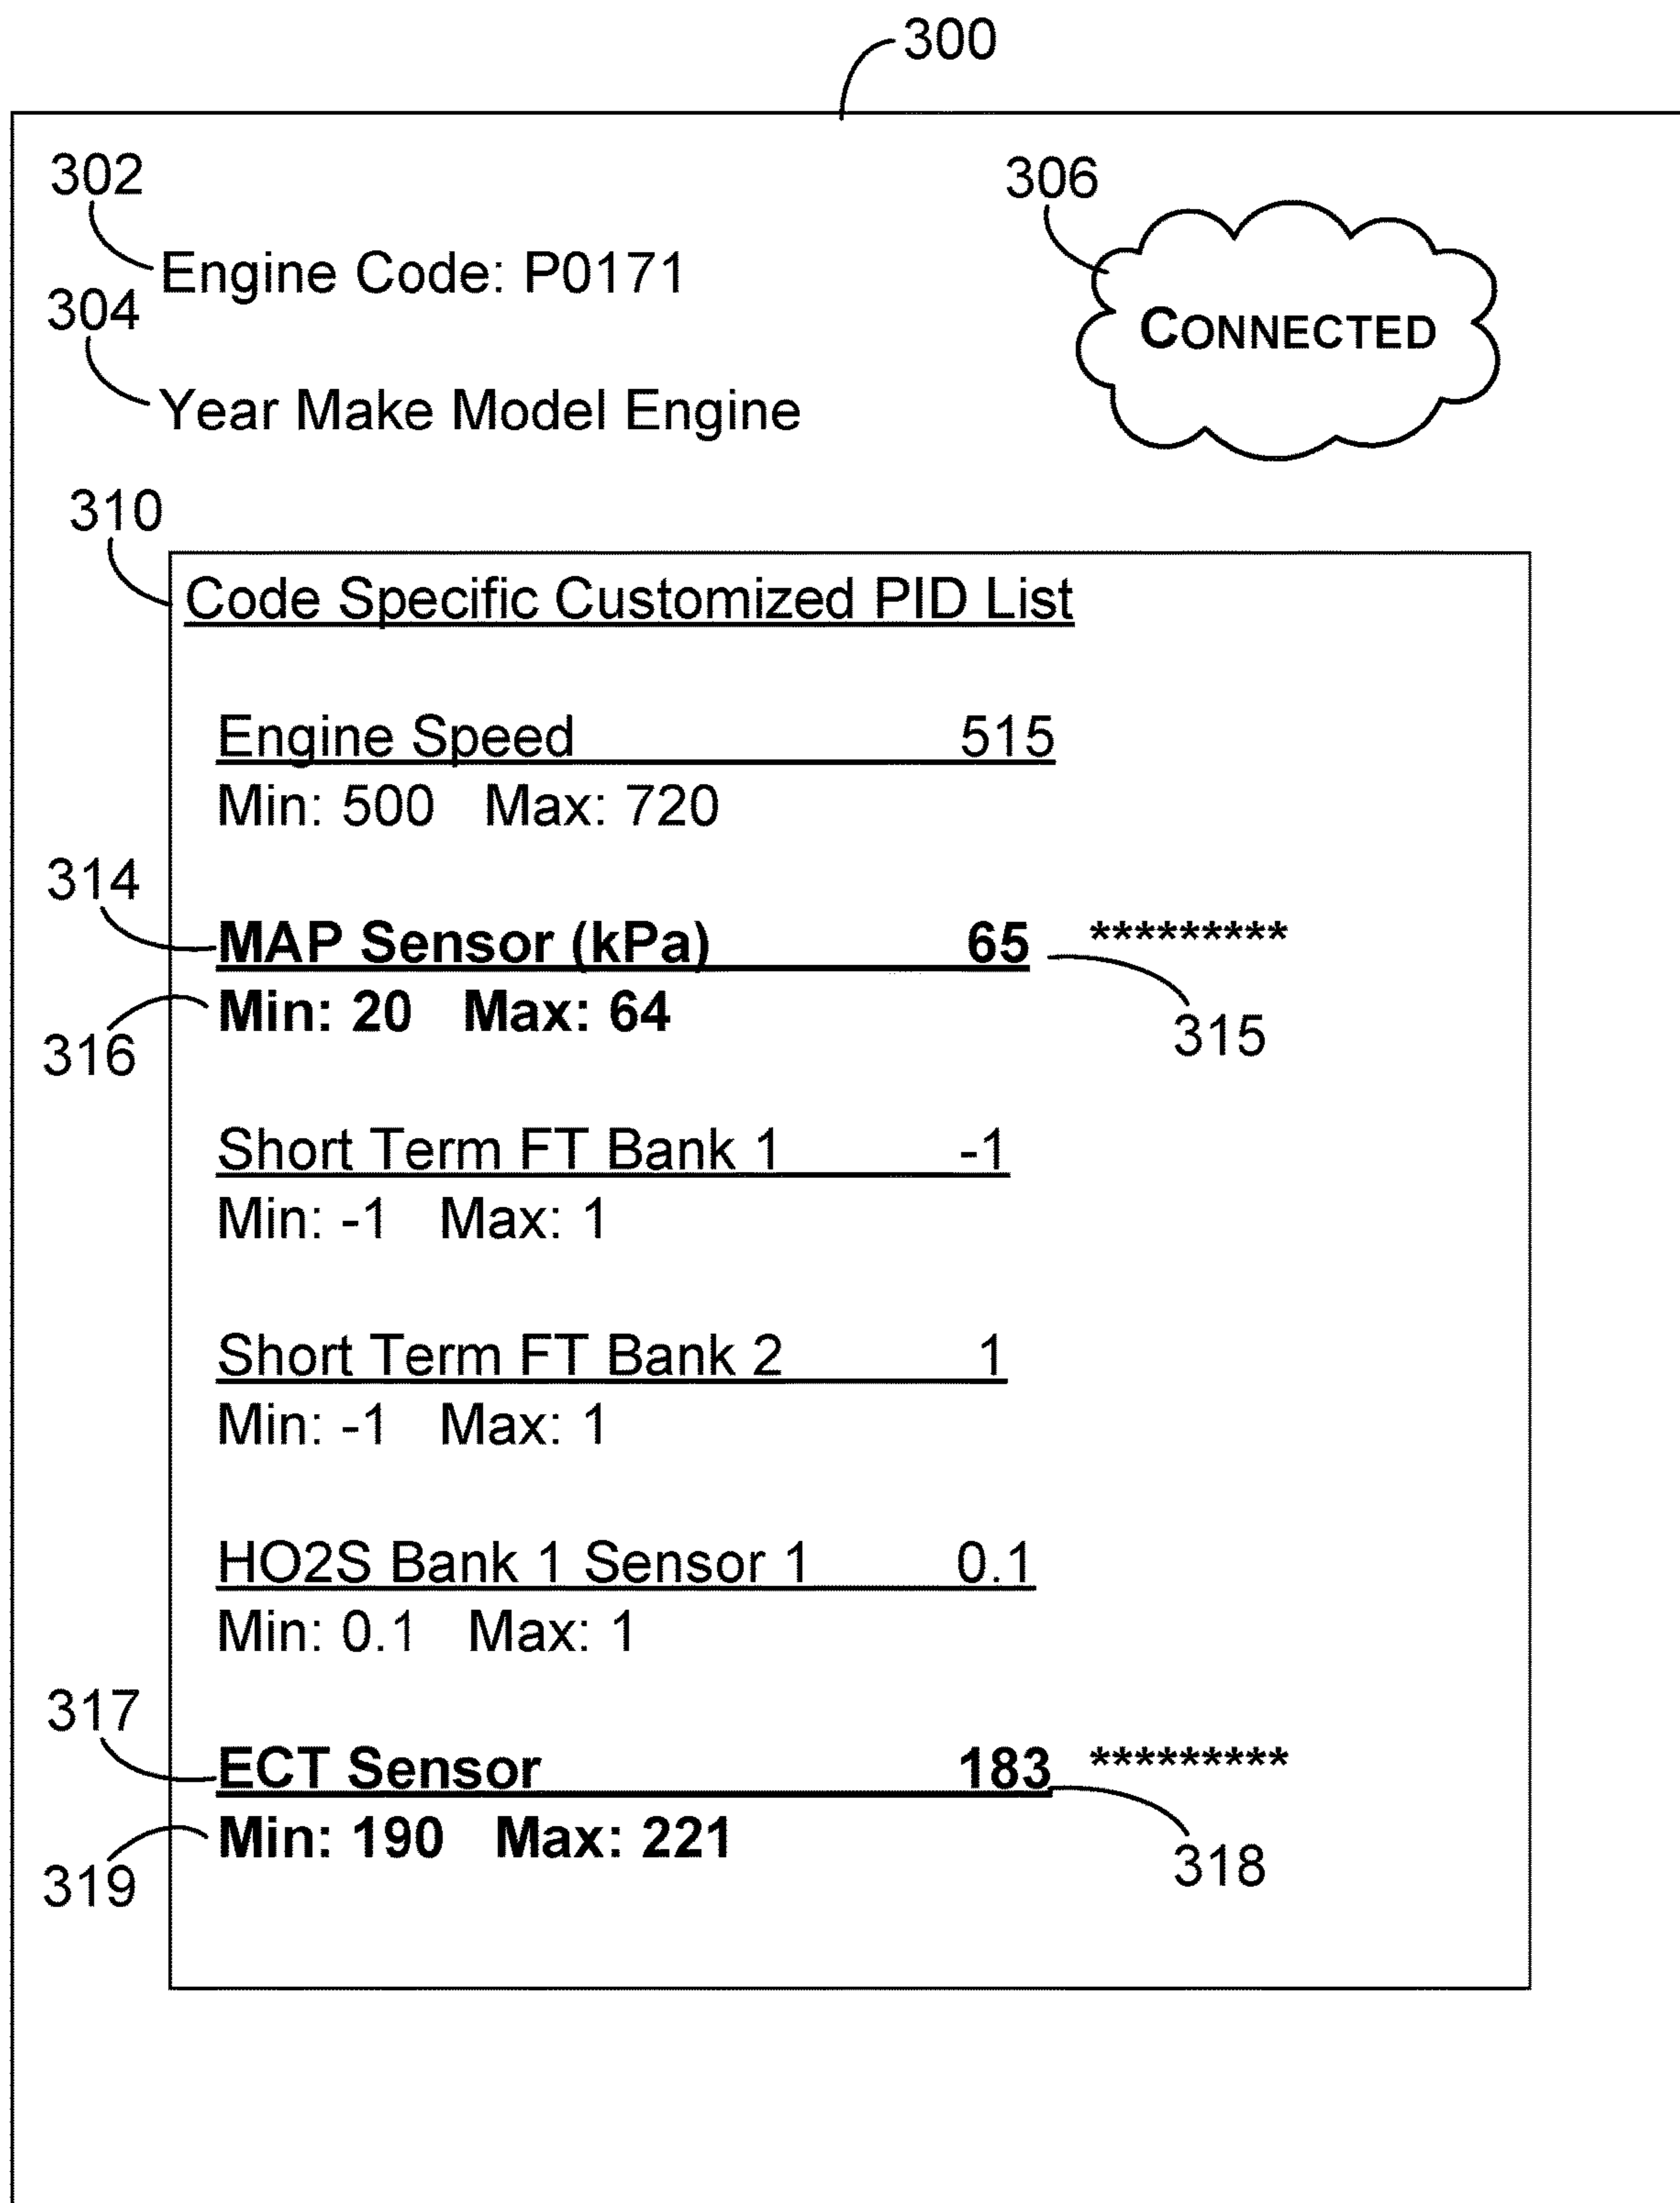 300
302
306
Engine Code: P0171
304
CONNECTED
Year Make Model Engine
310
Code Specific Customized PID List
Engine Speed 515
Min: 500 Max: 720
314
MAP Sensor (kPa) 65 *********
316
Min: 20 Max: 64
315
Short Term FT Bank 1 -1
Min: -1 Max: 1
Short Term FT Bank 2 1
Min: -1 Max: 1
HO2S Bank 1 Sensor 1 0.1
Min: 0.1 Max: 1
317
ECT Sensor 183 *********
319
Min: 190 Max: 221
318